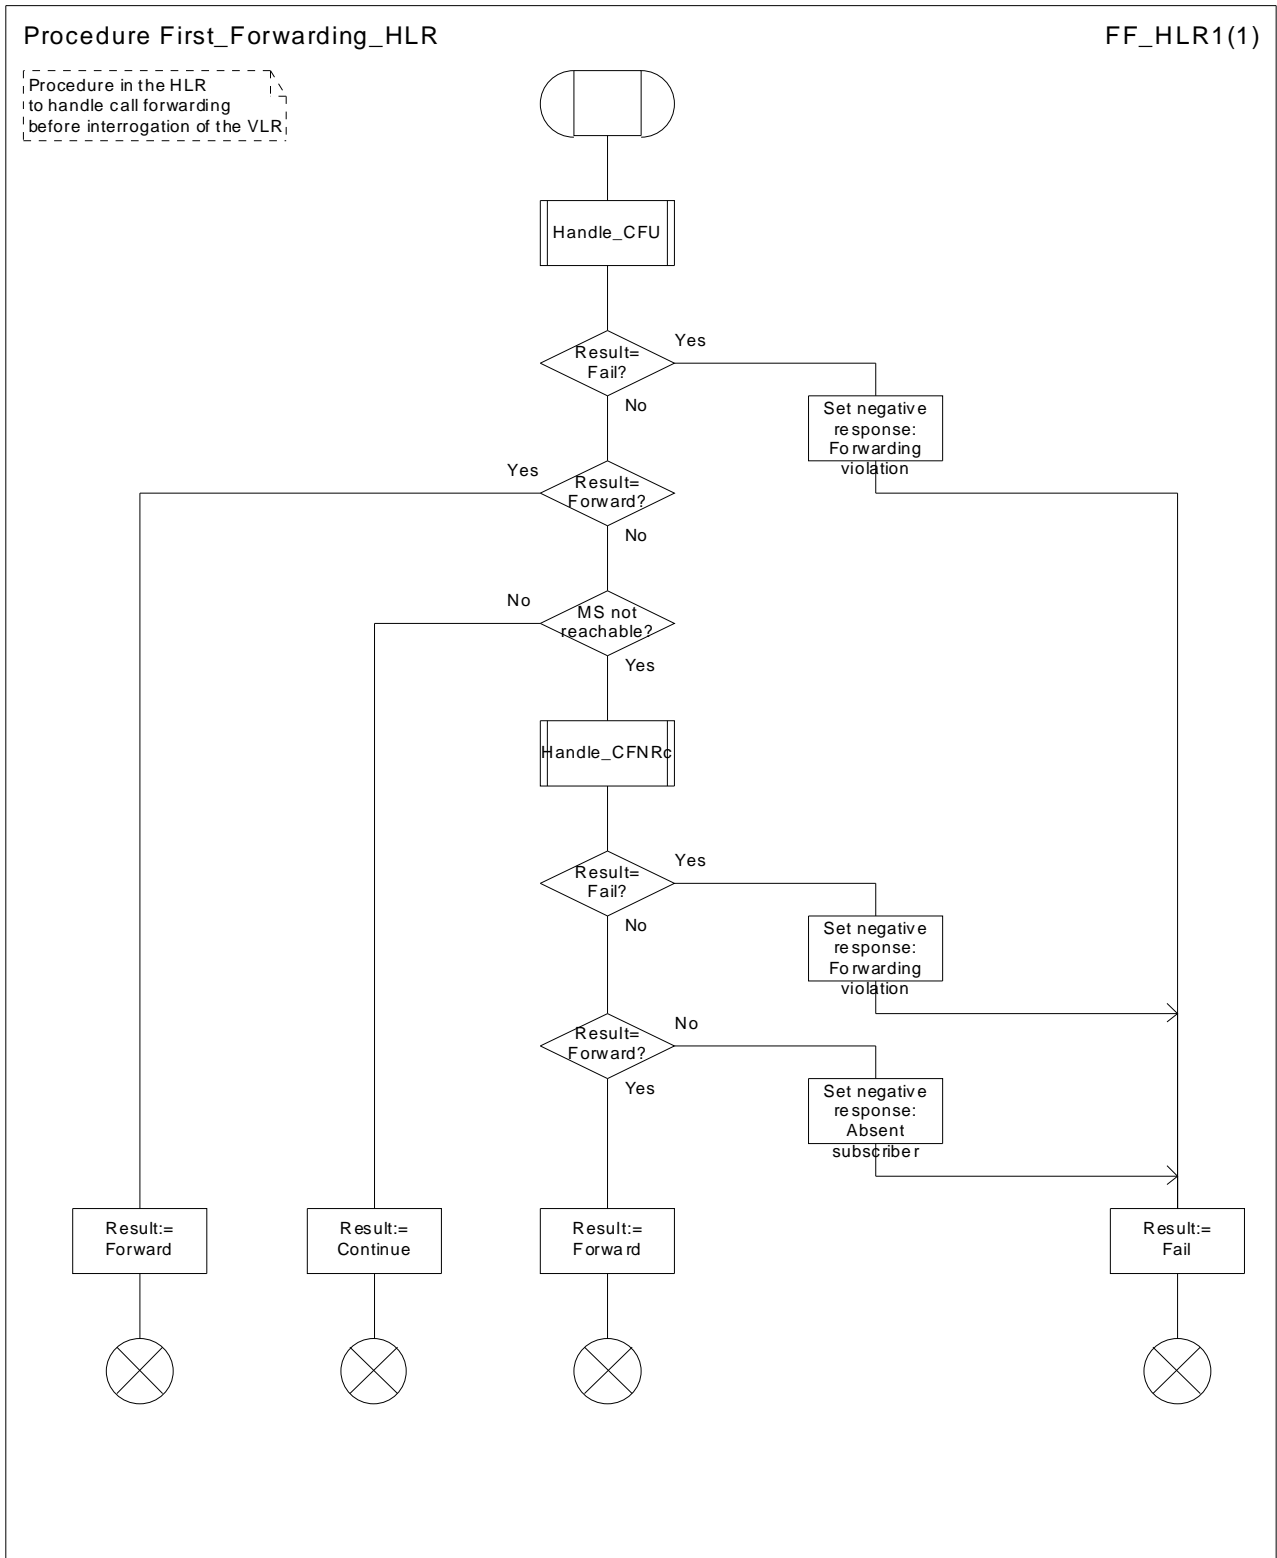 Procedure First_Forwarding_HLR
FF_HLR1(1)
Procedure in the HLR
to handle call forwarding
before interrogation of the VLR
Handle_CFU
Result=
Fail?
Yes
No
Set negative
response:
Forwarding
violation
Yes
Result=
Forward?
No
No
MS not
reachable?
Yes
Handle_CFNRc
Result=
Fail?
Yes
No
Set negative
response:
Forwarding
violation
Result=
Forward?
No
Yes
Set negative
response:
Absent
subscriber
Result:=
Forward
Result:=
Continue
Result:=
Forward
Result:=
Fail